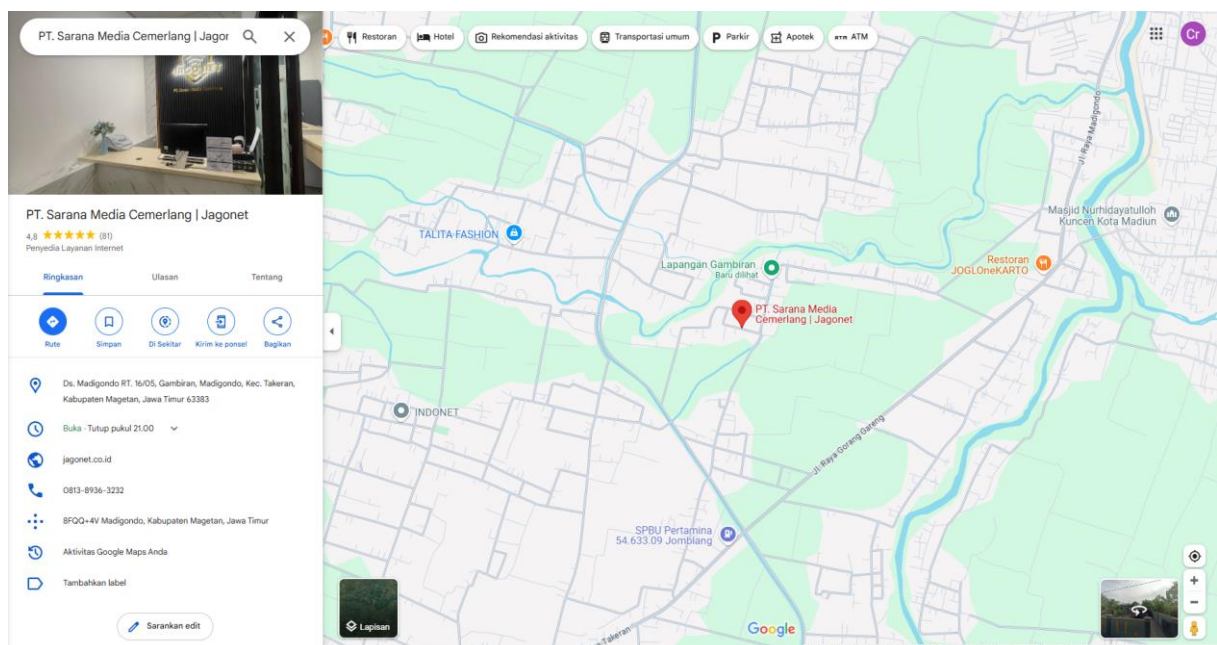 PT. Sarana Media Cemerlang | Jagor
Restoran
Hotel
Rekomendasi aktivitas
Transportasi umum
P Parkir
Apotek
ATM ATM
Cr
PT. Sarana Media Cemerlang | Jagonet
4,8 (81)
Penyedia Layanan Internet
Ringkasan
Ulasan
Tentang
Rute
Simpan
Di Sekitar
Kirim ke ponsel
Bagikan
Ds. Madigondo RT. 16/05, Gambiran, Madigondo, Kec. Takeran,
Kabupaten Magetan, Jawa Timur 63383
Buka · Tutup pukul 21.00
jagonet.co.id
0813-8936-3232
8FQQ+4V Madigondo, Kabupaten Magetan, Jawa Timur
Aktivitas Google Maps Anda
Tambahkan label
Sarankan edit
Jl. Raya Madigondo
Masjid Nurhidayatulloh
Kuncen Kota Madiun
TALITA FASHION
Lapangan Gambiran
Baru dilihat
Restoran
JOGLOneKARTO
PT. Sarana Media
Cemerlang | Jagonet
INDONET
Jl. Raya Gorang Gareng
SPBU Pertamina
54.633.09 Jomblang
Takeran
Lapisan
Google